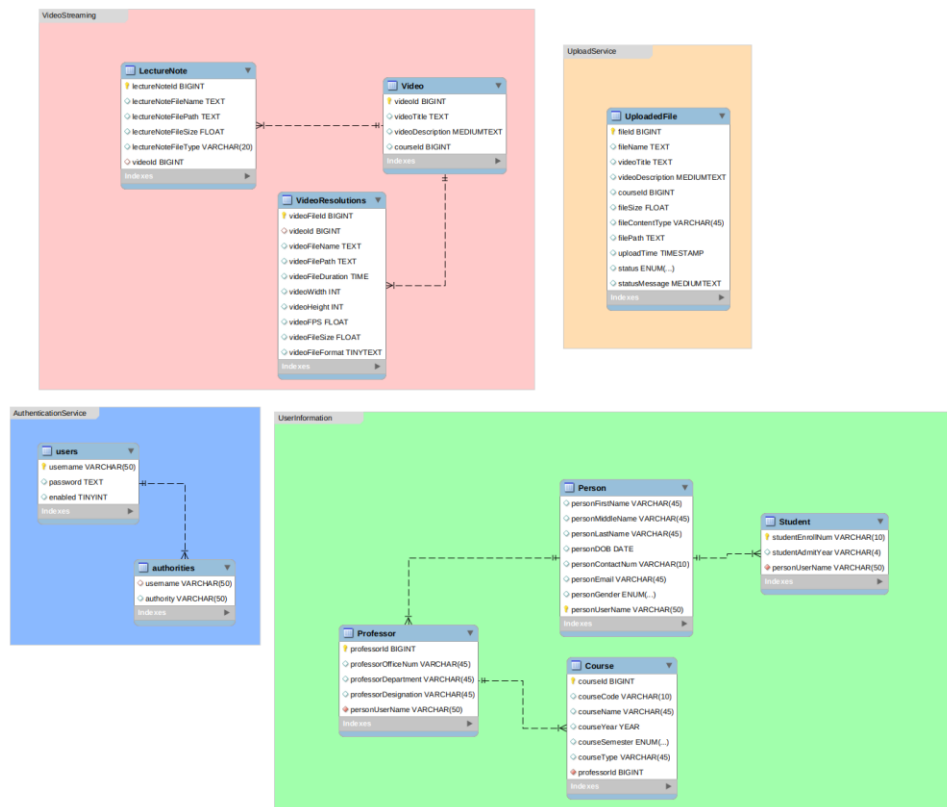 VideoStreaming
LectureNote
lectureNoteId BIGINT
lectureNoteFileName TEXT
lectureNoteFilePath TEXT
lectureNoteFileSize FLOAT
lectureNoteFileType VARCHAR(20)
videoId BIGINT
Indexes
Video
videoId BIGINT
videoTitle TEXT
videoDescription MEDIUMTEXT
courseId BIGINT
Indexes
VideoResolutions
videoFileId BIGINT
videoId BIGINT
videoFileName TEXT
videoFilePath TEXT
videoFileDuration TIME
videoWidth INT
videoHeight INT
videoFPS FLOAT
videoFileSize FLOAT
videoFileFormat TINYTEXT
Indexes
UploadService
UploadedFile
fileId BIGINT
fileName TEXT
videoTitle TEXT
videoDescription MEDIUMTEXT
courseId BIGINT
fileSize FLOAT
fileContentType VARCHAR(45)
filePath TEXT
uploadTime TIMESTAMP
status ENUM(...)
statusMessage MEDIUMTEXT
Indexes
AuthenticationService
users
username VARCHAR(50)
password TEXT
enabled TINYINT
Indexes
authorities
username VARCHAR(50)
authority VARCHAR(50)
Indexes
UserInformation
Person
personFirstName VARCHAR(45)
personMiddleName VARCHAR(45)
personLastName VARCHAR(45)
personDOB DATE
personContactNum VARCHAR(10)
personEmail VARCHAR(45)
personGender ENUM(...)
personUserName VARCHAR(50)
Indexes
Student
studentEnrollNum VARCHAR(10)
studentAdmitYear VARCHAR(4)
personUserName VARCHAR(50)
Indexes
Professor
professorId BIGINT
professorOfficeNum VARCHAR(45)
professorDepartment VARCHAR(45)
professorDesignation VARCHAR(45)
personUserName VARCHAR(50)
Indexes
Course
courseId BIGINT
courseCode VARCHAR(10)
courseName VARCHAR(45)
courseYear YEAR
courseSemester ENUM(...)
courseType VARCHAR(45)
professorId BIGINT
Indexes